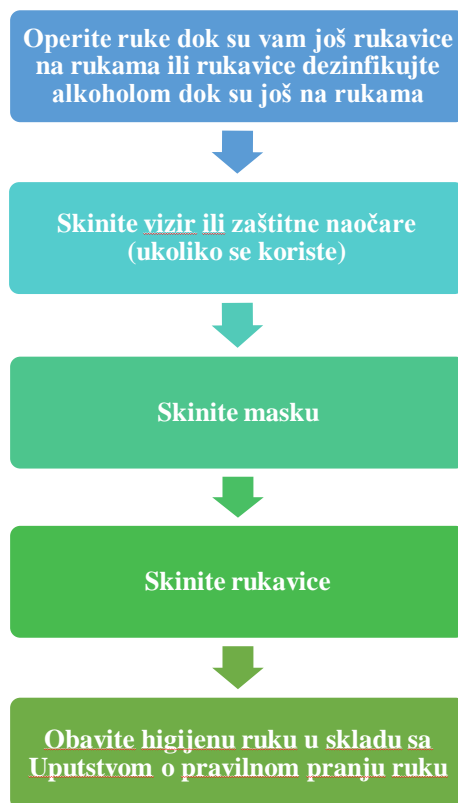 Operite ruke dok su vam još rukavice
na rukama ili rukavice dezinfikujte
alkoholom dok su još na rukama
Skinite vizir ili zaštitne naočare
(ukoliko se koriste)
Skinite masku
Skinite rukavice
Obavite higijenu ruku u skladu sa
Uputstvom o pravilnom pranju ruku